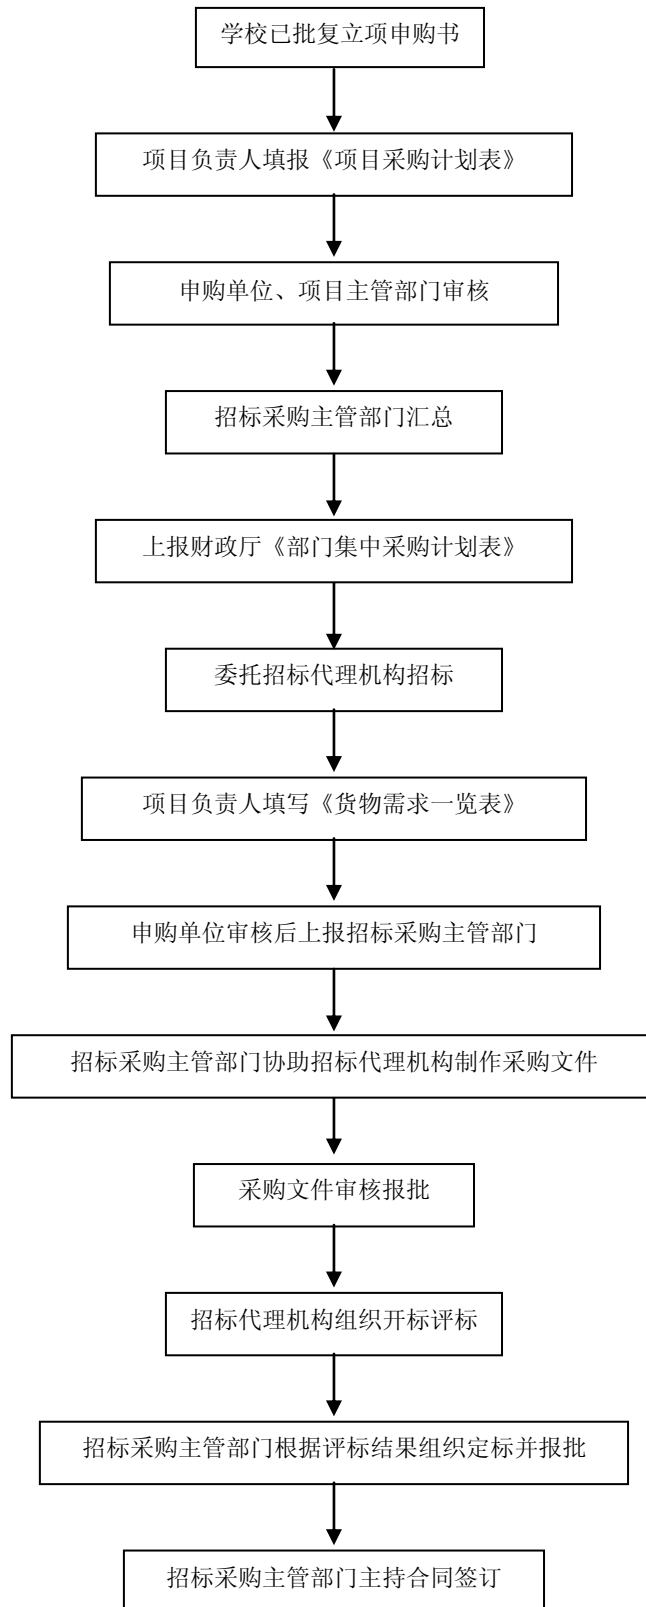 学校已批复立项申购书
项目负责人填报《项目采购计划表》
申购单位、项目主管部门审核
招标采购主管部门汇总
上报财政厅《部门集中采购计划表》
委托招标代理机构招标
项目负责人填写《货物需求一览表》
申购单位审核后上报招标采购主管部门
招标采购主管部门协助招标代理机构制作采购文件
采购文件审核报批
招标代理机构组织开标评标
招标采购主管部门根据评标结果组织定标并报批
招标采购主管部门主持合同签订